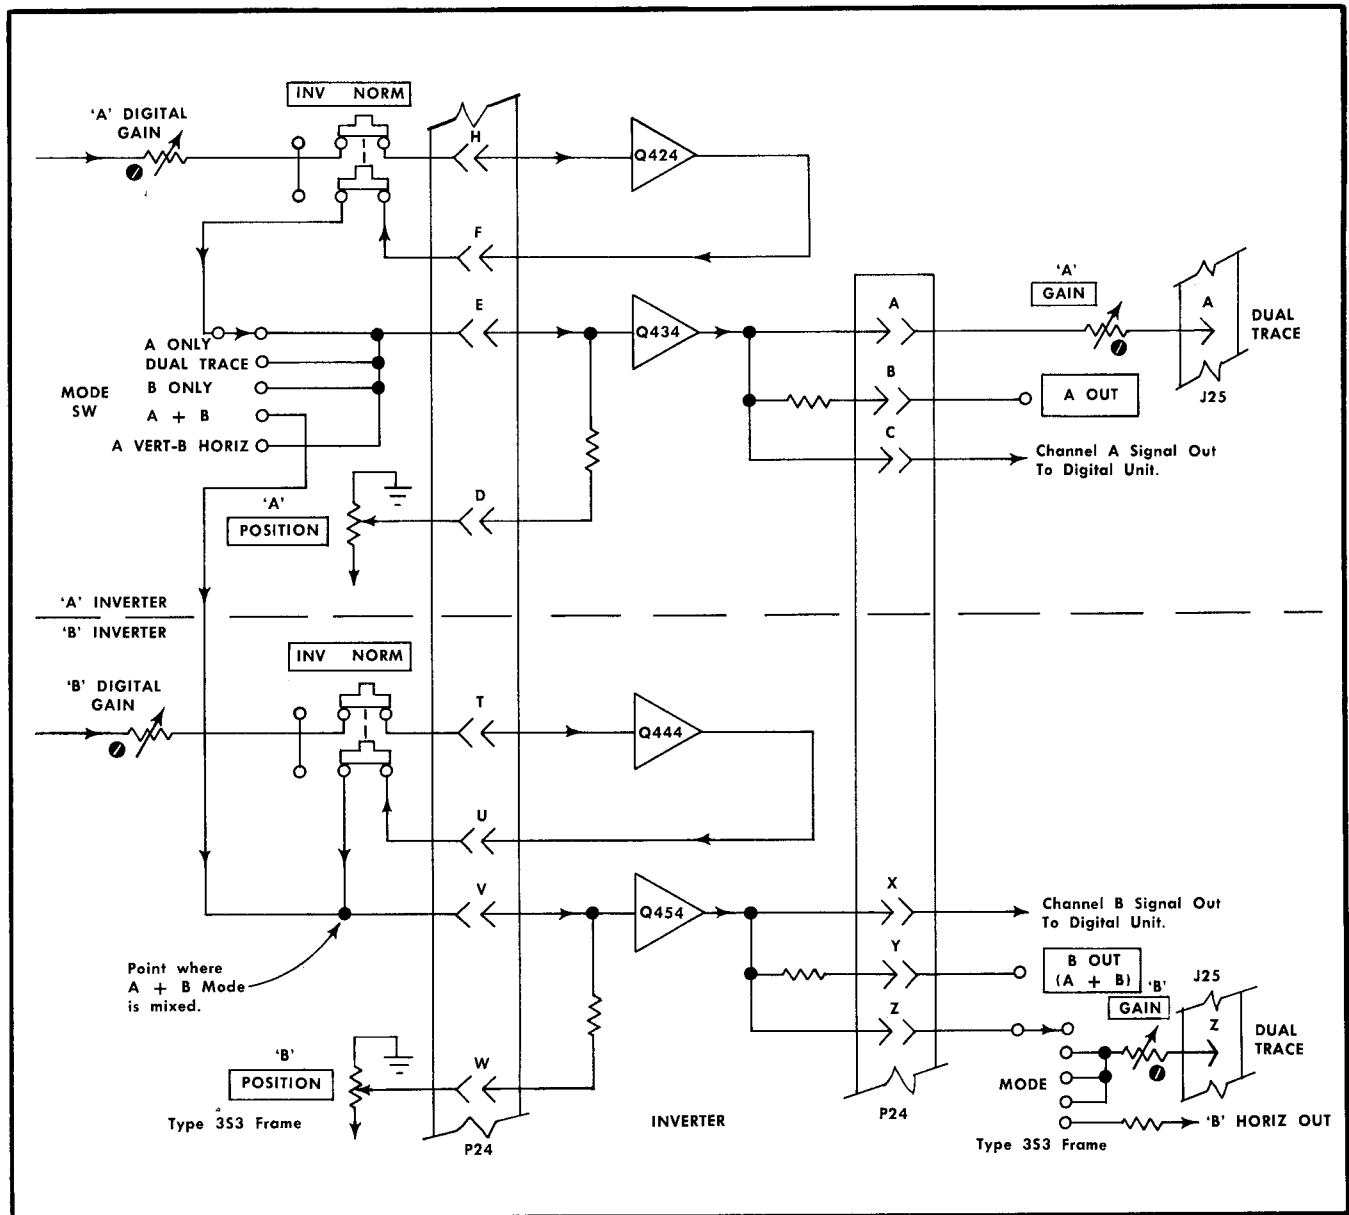 INV NORM
'A' DIGITAL
GAIN
H
Q424
F
E
Q434
A
'A'
GAIN
A
DUAL
TRACE
J25
A ONLY
DUAL TRACE
B ONLY
A + B
A VERT-B HORIZ
MODE
SW
B
A OUT
C
Channel A Signal Out
To Digital Unit.
'A'
POSITION
D
'A' INVERTER
'B' INVERTER
INV NORM
'B' DIGITAL
GAIN
T
Q444
U
V
Q454
X
Channel B Signal Out
To Digital Unit.
Y
B OUT
(A + B)
Z
'B'
GAIN
J25
Z
DUAL
TRACE
MODE
'B' HORIZ OUT
Type 3S3 Frame
Point where
A + B Mode
is mixed.
'B'
POSITION
W
Type 3S3 Frame
P24
INVERTER
P24